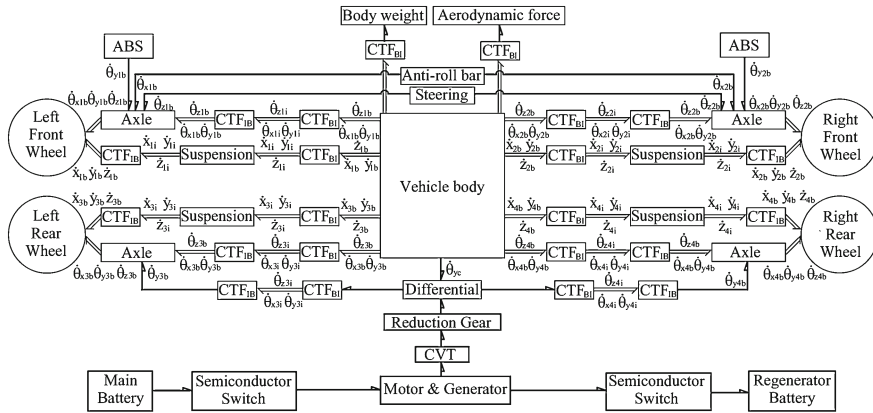 Body weight Aerodynamic force
ABS CTF_BI CTF_BI ABS
θ̇_y1b θ̇_y2b
Anti-roll bar
θ̇_x1b θ̇_x2b
Steering
θ̇_x1b θ̇_y1b θ̇_z1b θ̇_z1b θ̇_z2b θ̇_x2b θ̇_y2b θ̇_z2b
Left Front Wheel
Axle θ̇_z1b CTF_IB θ̇_z1i CTF_BI θ̇_z1b θ̇_z2b CTF_BI θ̇_z2i CTF_IB θ̇_z2b Axle
Right Front Wheel
θ̇_x1b θ̇_y1b θ̇_x1i θ̇_y1i θ̇_x1b θ̇_y1b θ̇_x2b θ̇_y2b θ̇_x2i θ̇_y2i θ̇_x2b θ̇_y2b
CTF_IB ẋ_1i ẏ_1i Suspension ẋ_1i ẏ_1i CTF_BI ż_1b ẋ_2b ẏ_2b CTF_BI ẋ_2i ẏ_2i Suspension ẋ_2i ẏ_2i CTF_IB
ẋ_1b ẏ_1b ż_1b ż_1i ż_1i ẋ_1b ẏ_1b ż_2b ż_2i ż_2i ẋ_2b ẏ_2b ż_2b
Vehicle body
ẋ_3b ẏ_3b ż_3b ẋ_4b ẏ_4b ż_4b
Left Rear Wheel
CTF_IB ẋ_3i ẏ_3i Suspension ẋ_3i ẏ_3i CTF_BI ẋ_3b ẏ_3b ẋ_4b ẏ_4b CTF_BI ẋ_4i ẏ_4i Suspension ẋ_4i ẏ_4i CTF_IB
Right Rear Wheel
ż_3i ż_3i ż_3b ż_4b ż_4i ż_4i
Axle θ̇_z3b CTF_IB θ̇_z3i CTF_BI θ̇_z3b θ̇_z4b CTF_BI θ̇_z4i CTF_IB θ̇_z4b Axle
θ̇_x3b θ̇_y3b θ̇_z3b θ̇_x3b θ̇_y3b θ̇_x3i θ̇_y3i θ̇_x3b θ̇_y3b θ̇_x4b θ̇_y4b θ̇_x4i θ̇_y4i θ̇_x4b θ̇_y4b θ̇_x4b θ̇_y4b θ̇_z4b
θ̇_y3b θ̇_yc θ̇_y4b
CTF_IB θ̇_z3i CTF_BI Differential CTF_BI θ̇_z4i CTF_IB
θ̇_x3i θ̇_y3i θ̇_x4i θ̇_y4i
Reduction Gear
CVT
Main Battery
Semiconductor Switch
Motor & Generator
Semiconductor Switch
Regenerator Battery